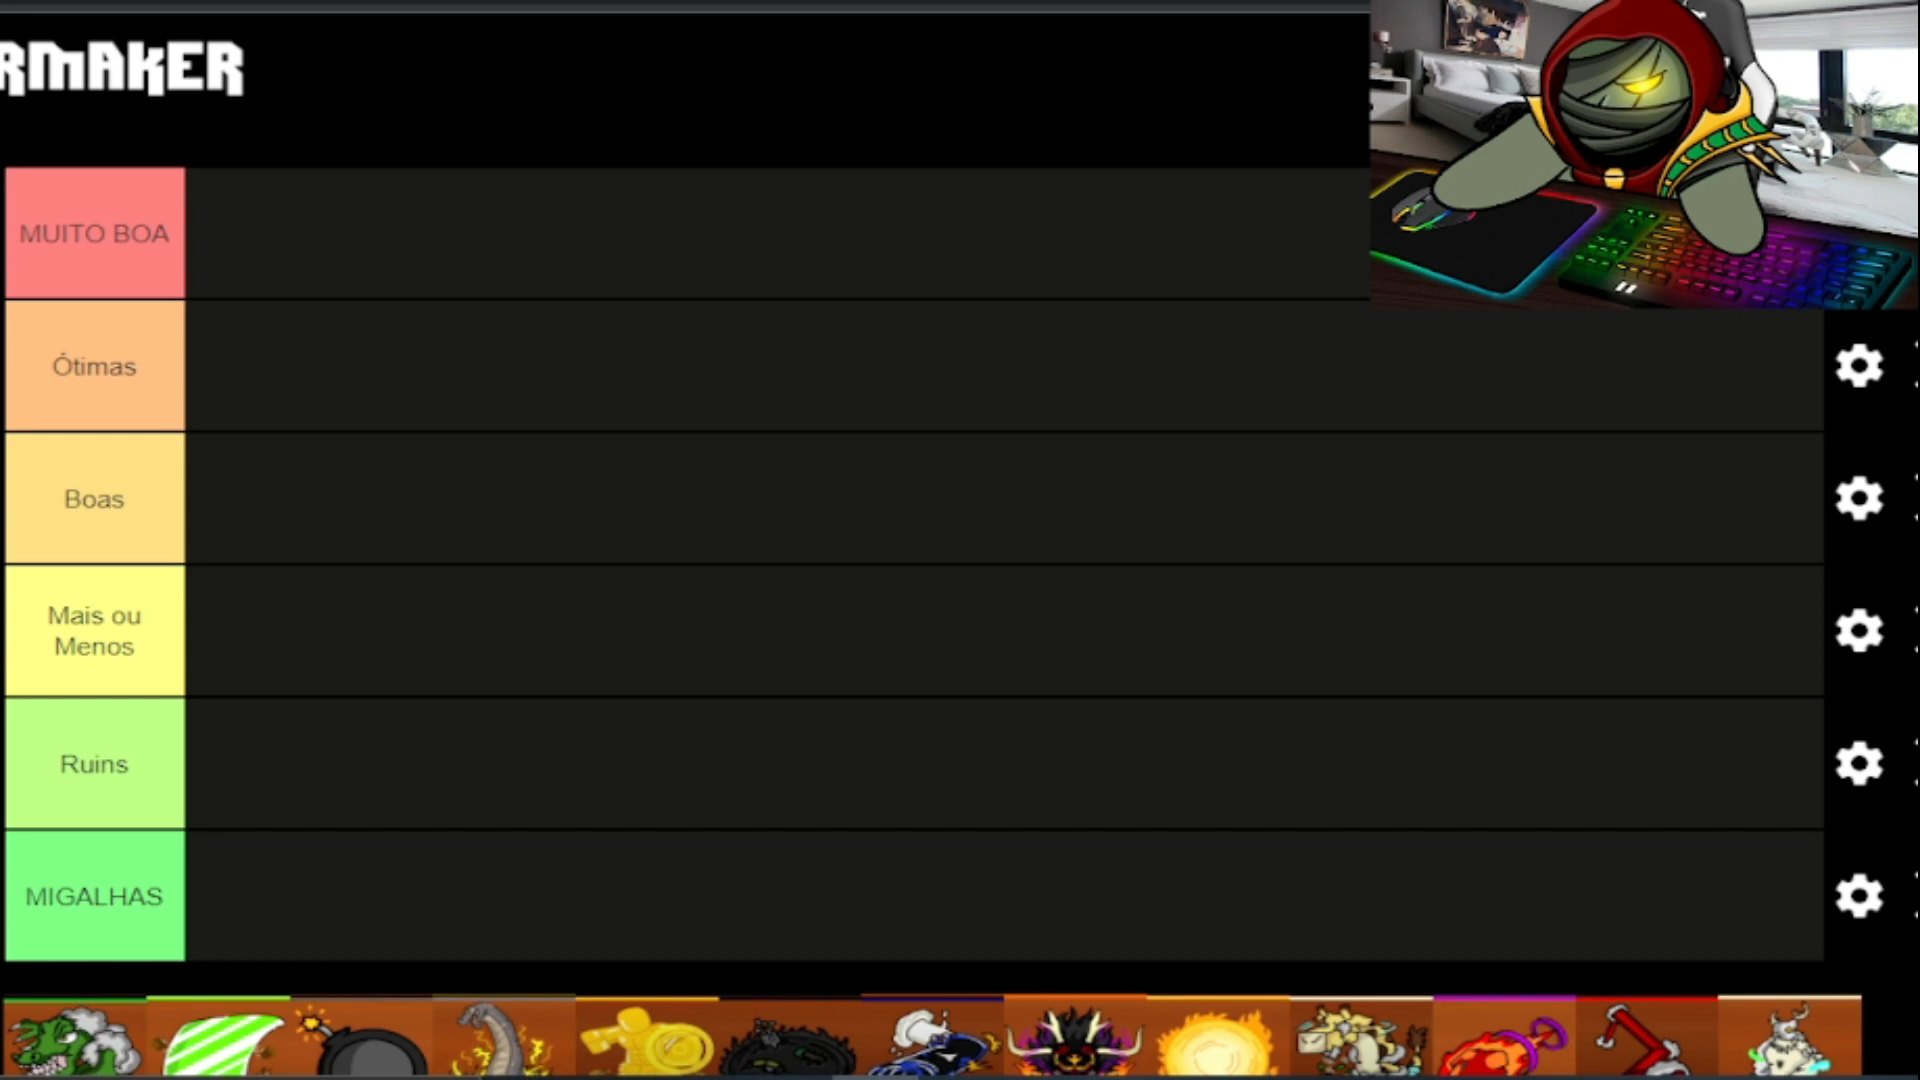 RMAKER
MUITO BOA
Ótimas
Boas
Mais ou
Menos
Ruins
MIGALHAS